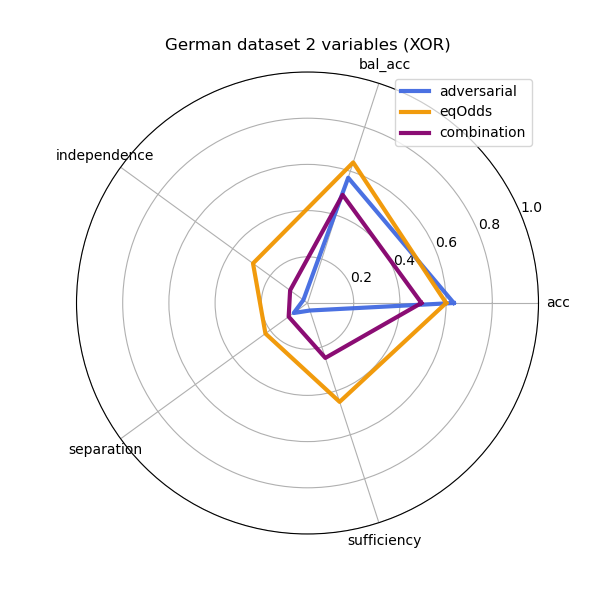 German dataset 2 variables (XOR)
bal_acc
adversarial
eqOdds
combination
independence
1.0
0.8
0.6
0.4
0.2
acc
separation
sufficiency